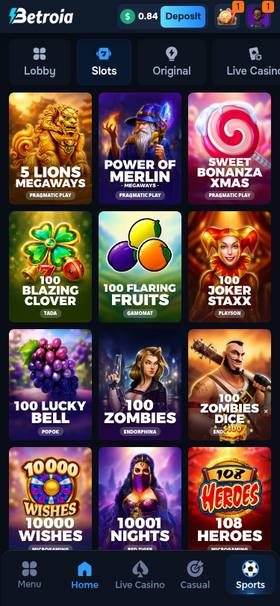 Betroia
$ 0.84 Deposit
1
1
Lobby
Slots
Original
Live Casino
5 LIONS
MEGAWAYS
PRAGMATIC PLAY
POWER OF
MERLIN
- MEGAWAYS -
PRAGMATIC PLAY
SWEET
BONANZA
XMAS
PRAGMATIC PLAY
100
BLAZING
CLOVER
TADA
100 FLARING
FRUITS
GAMOMAT
100
JOKER
STAXX
PLAYSON
100 LUCKY
BELL
POPOK
100
ZOMBIES
ENDORPHINA
100
ZOMBIES
DICE
$100
10000
WISHES
10000
WISHES
MICROGAMING
10001
NIGHTS
RED TIGER
108
HEROES
108
HEROES
MICROGAMING
Menu
Home
Live Casino
Casual
Sports